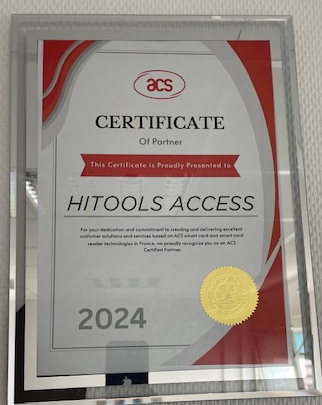 acs
CERTIFICATE
Of Partner
This Certificate is Proudly Presented to
HITOOLS ACCESS
For your dedication and commitment to creating and delivering excellent
customer solutions and services based on ACS smart card and smart card
reader technologies in France, we proudly recognize you an ACS
Certified Partner.
2024